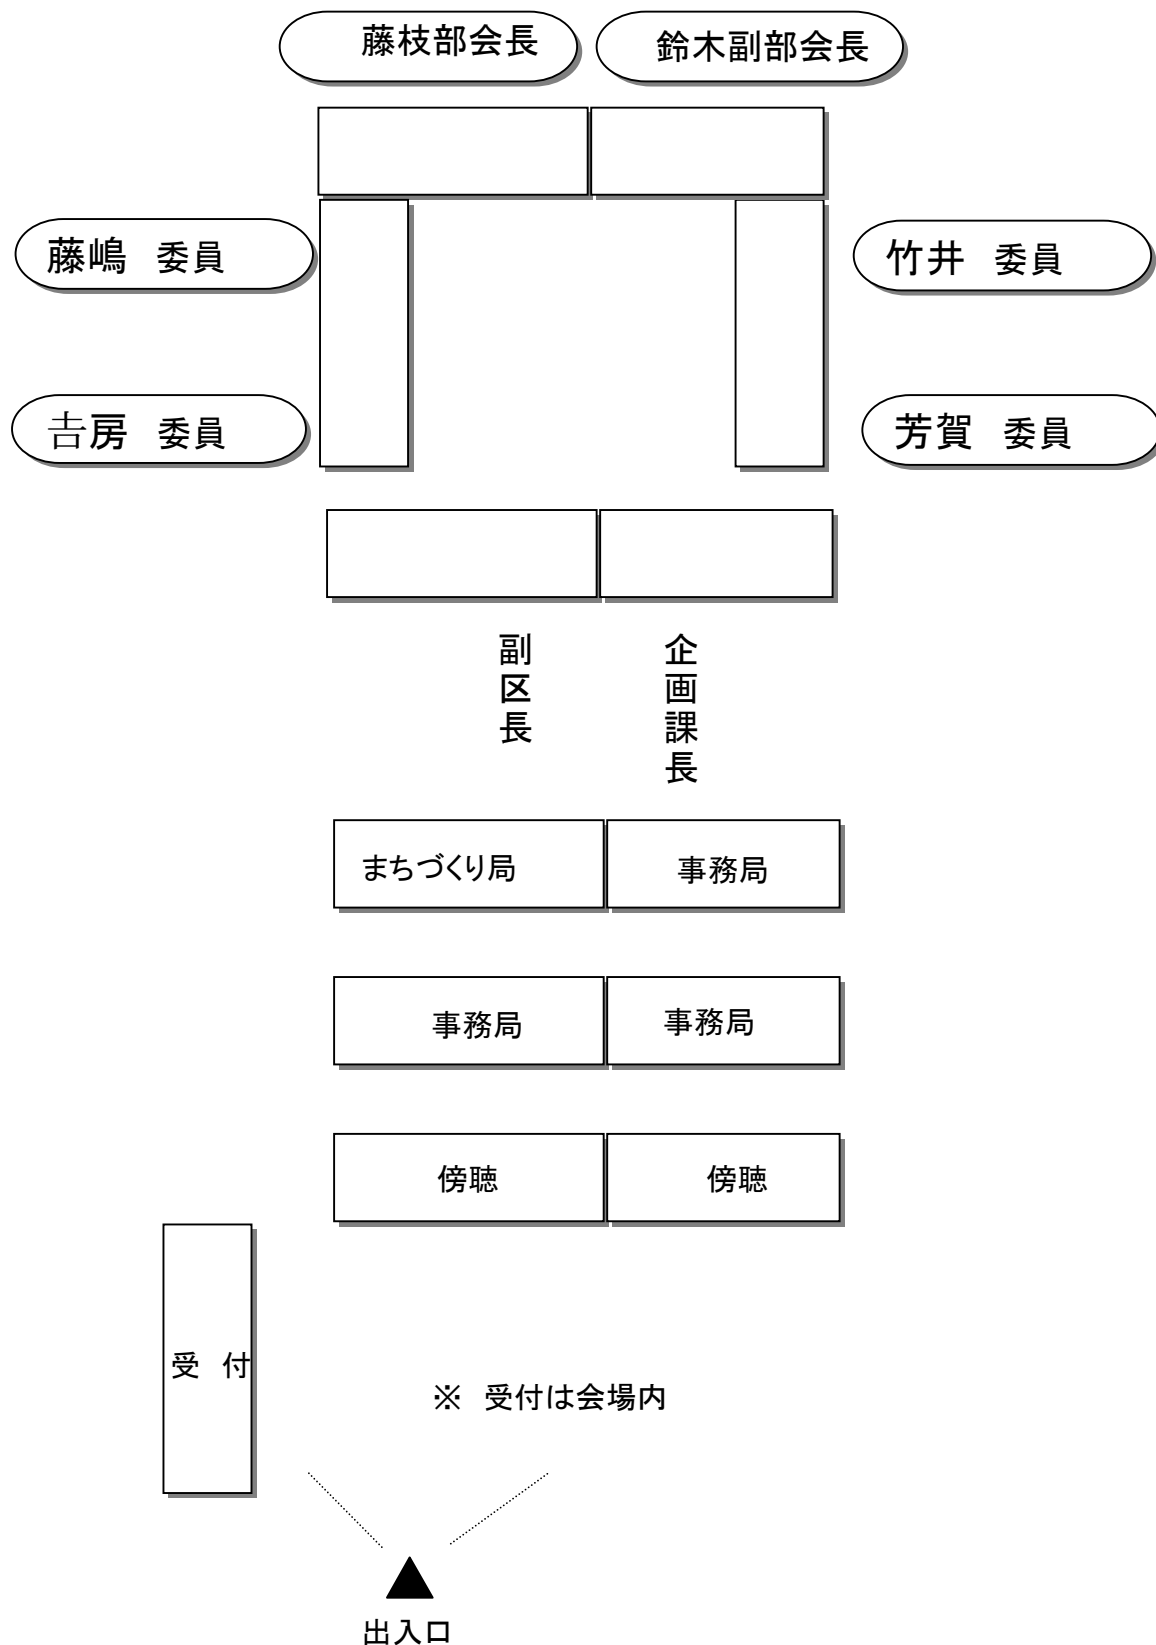 藤枝部会長
鈴木副部会長
藤嶋 委員
竹井 委員
𠮷房 委員
芳賀 委員
副区長
企画課長
まちづくり局
事務局
事務局
事務局
傍聴
傍聴
受 付
※ 受付は会場内
出入口